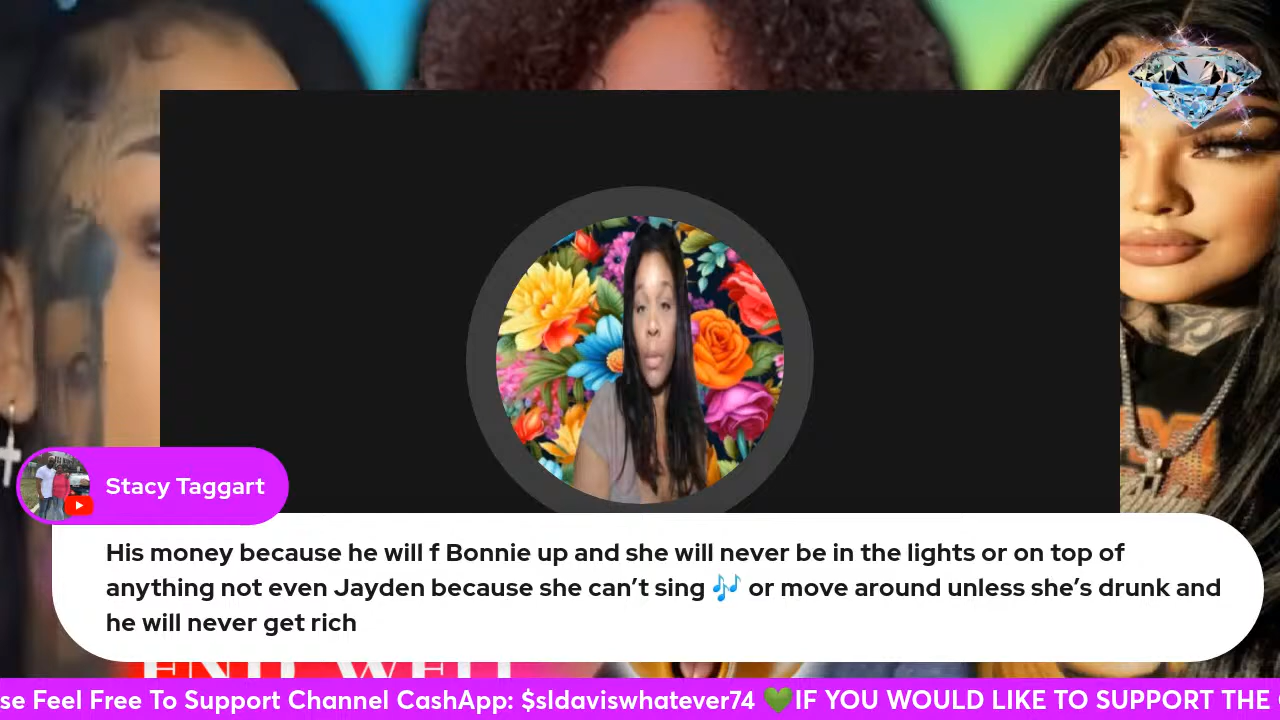 Stacy Taggart
His money because he will f Bonnie up and she will never be in the lights or on top of
anything not even Jayden because she can’t sing 🎶 or move around unless she’s drunk and
he will never get rich
END WELL
se Feel Free To Support Channel CashApp: $sldaviswhatever74 💚IF YOU WOULD LIKE TO SUPPORT THE